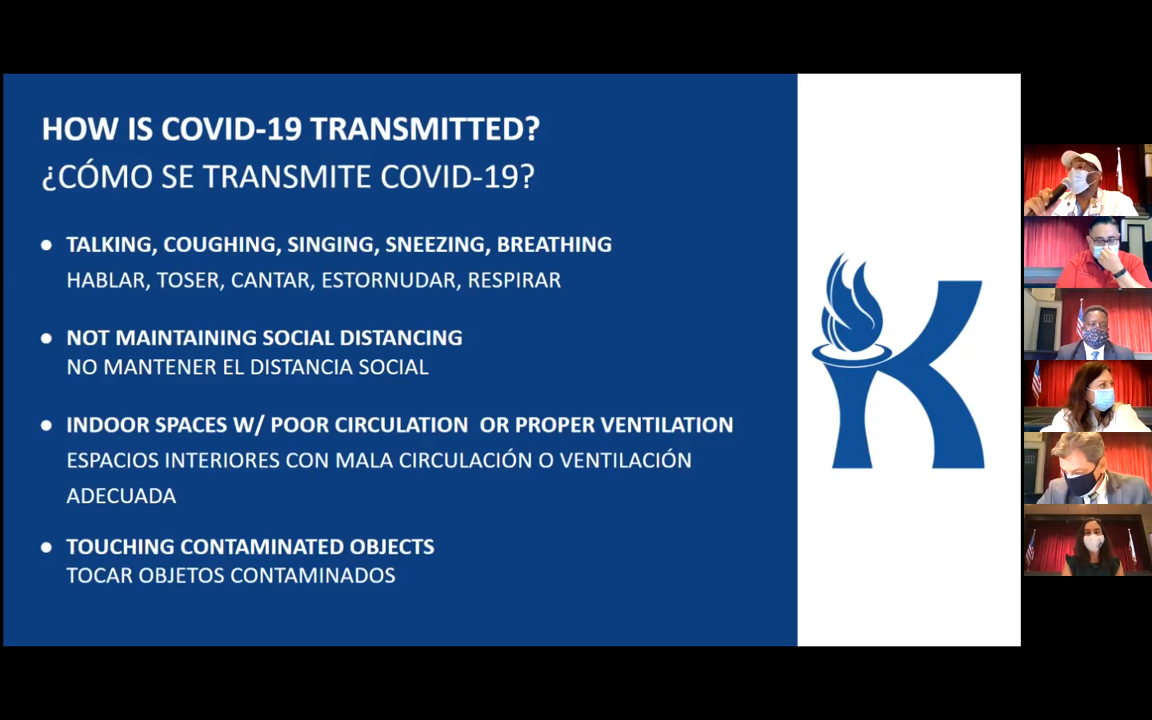 HOW IS COVID-19 TRANSMITTED?
¿CÓMO SE TRANSMITE COVID-19?
● TALKING, COUGHING, SINGING, SNEEZING, BREATHING
HABLAR, TOSER, CANTAR, ESTORNUDAR, RESPIRAR
● NOT MAINTAINING SOCIAL DISTANCING
NO MANTENER EL DISTANCIA SOCIAL
● INDOOR SPACES W/ POOR CIRCULATION OR PROPER VENTILATION
ESPACIOS INTERIORES CON MALA CIRCULACIÓN O VENTILACIÓN
ADECUADA
● TOUCHING CONTAMINATED OBJECTS
TOCAR OBJETOS CONTAMINADOS
K